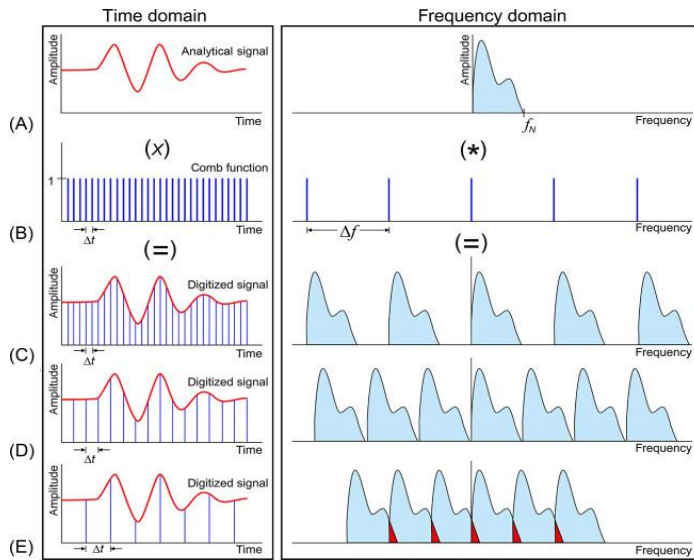 Time domain
Frequency domain
Amplitude
Analytical signal
Time
(A)
Amplitude
f_N
Frequency
(x)
(*)
Comb function
1
Time
Δt
(B)
Frequency
Δf
(=)
(=)
Amplitude
Digitized signal
Time
Δt
(C)
Frequency
Amplitude
Digitized signal
Time
Δt
(D)
Frequency
Amplitude
Digitized signal
Time
Δt
(E)
Frequency